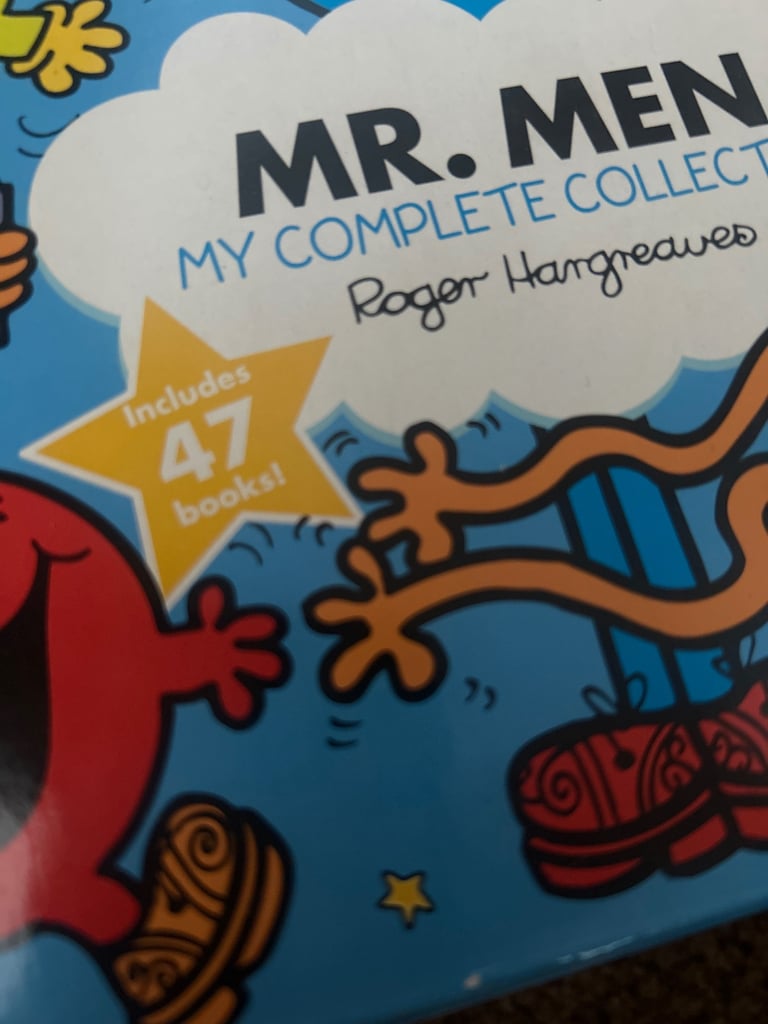 MR. MEN
MY COMPLETE COLLECT
Roger Hargreaves
Includes
47
books!